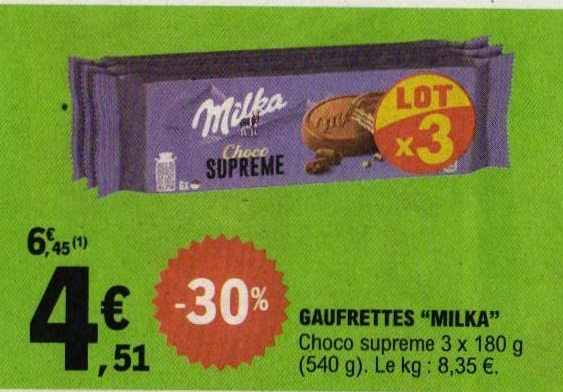 Milka
Choco
SUPREME
LOT
x3
6,€45(1)
4€,51
-30%
GAUFRETTES “MILKA”
Choco supreme 3 x 180 g
(540 g). Le kg : 8,35 €.